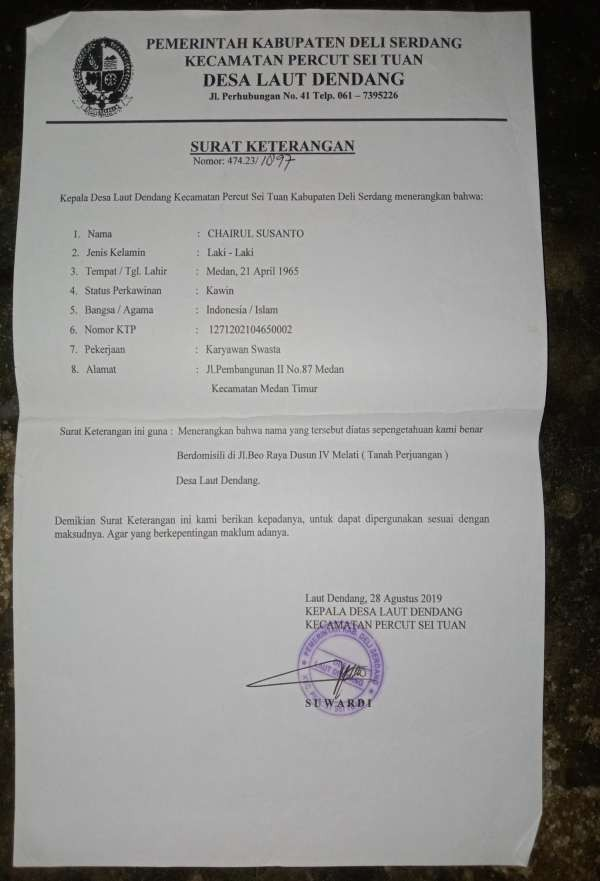 PEMERINTAH KABUPATEN DELI SERDANG
KECAMATAN PERCUT SEI TUAN
DESA LAUT DENDANG
Jl. Perhubungan No. 41 Telp. 061 – 7395226
SURAT KETERANGAN
Nomor: 474.23/1897
Kepala Desa Laut Dendang Kecamatan Percut Sei Tuan Kabupaten Deli Serdang menerangkan bahwa:
1. Nama : CHAIRUL SUSANTO
2. Jenis Kelamin : Laki - Laki
3. Tempat / Tgl. Lahir : Medan, 21 April 1965
4. Status Perkawinan : Kawin
5. Bangsa / Agama : Indonesia / Islam
6. Nomor KTP : 1271202104650002
7. Pekerjaan : Karyawan Swasta
8. Alamat : Jl.Pembangunan II No.87 Medan
Kecamatan Medan Timur
Surat Keterangan ini guna : Menerangkan bahwa nama yang tersebut diatas sepengetahuan kami benar
Berdomisili di Jl.Beo Raya Dusun IV Melati ( Tanah Perjuangan )
Desa Laut Dendang.
Demikian Surat Keterangan ini kami berikan kepadanya, untuk dapat dipergunakan sesuai dengan
maksudnya. Agar yang berkepentingan maklum adanya.
Laut Dendang, 28 Agustus 2019
KEPALA DESA LAUT DENDANG
KECAMATAN PERCUT SEI TUAN
PEMERINTAH KAB. DELI SERDANG
LAUT DENDANG
SUWARDI